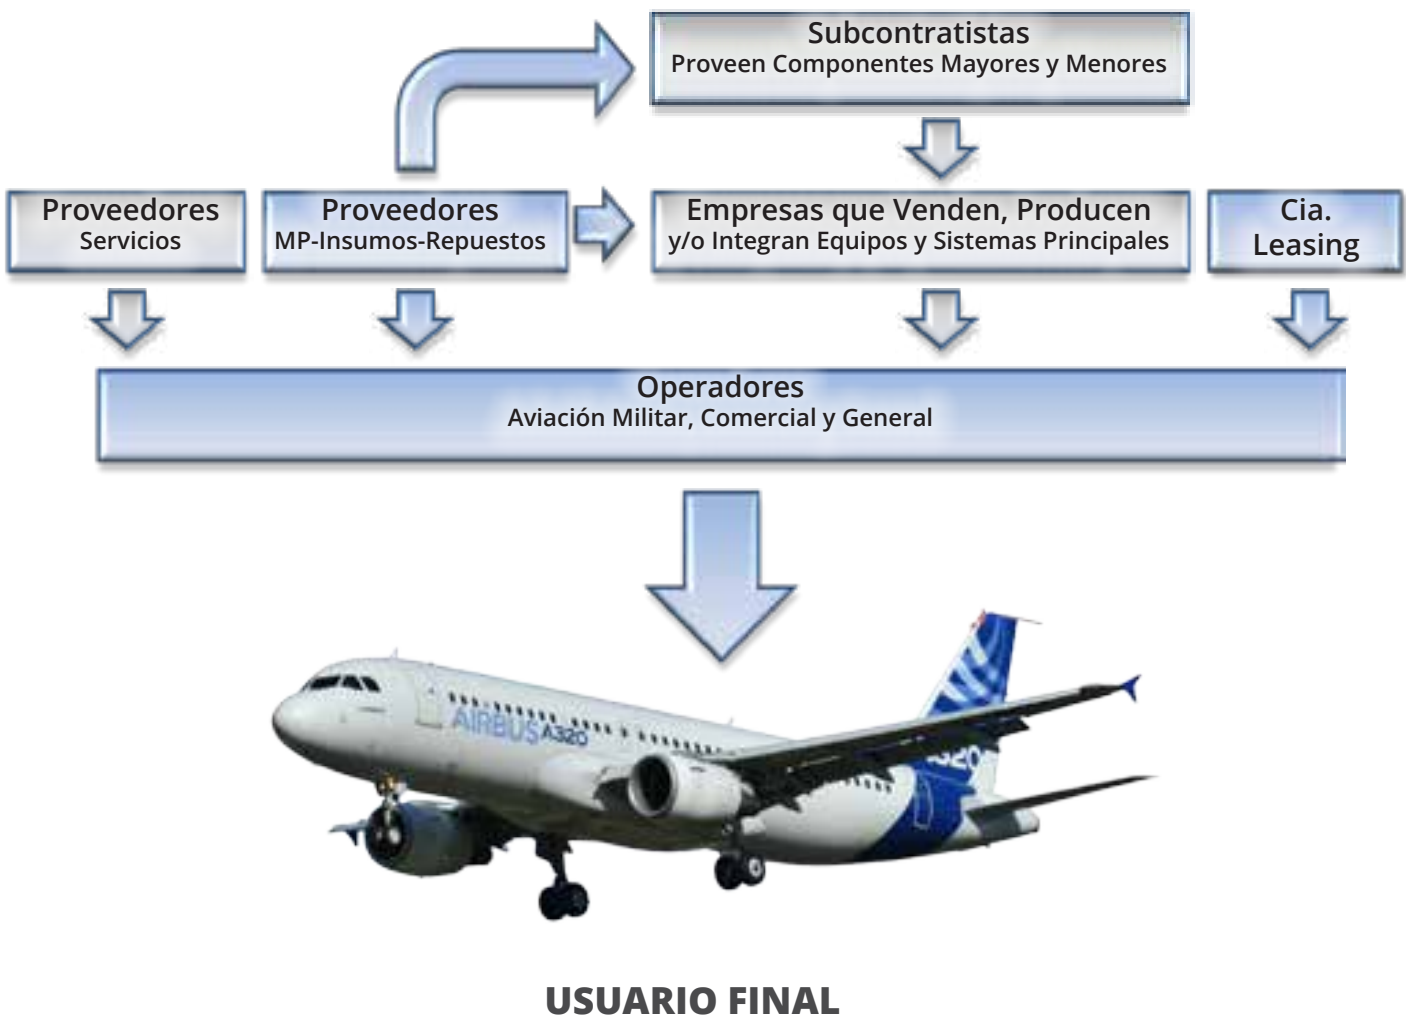 Subcontratistas
Proveen Componentes Mayores y Menores
Proveedores
Servicios
Proveedores
MP-Insumos-Repuestos
Empresas que Venden, Producen
y/o Integran Equipos y Sistemas Principales
Cia.
Leasing
Operadores
Aviación Militar, Comercial y General
AIRBUS A320
A320
USUARIO FINAL